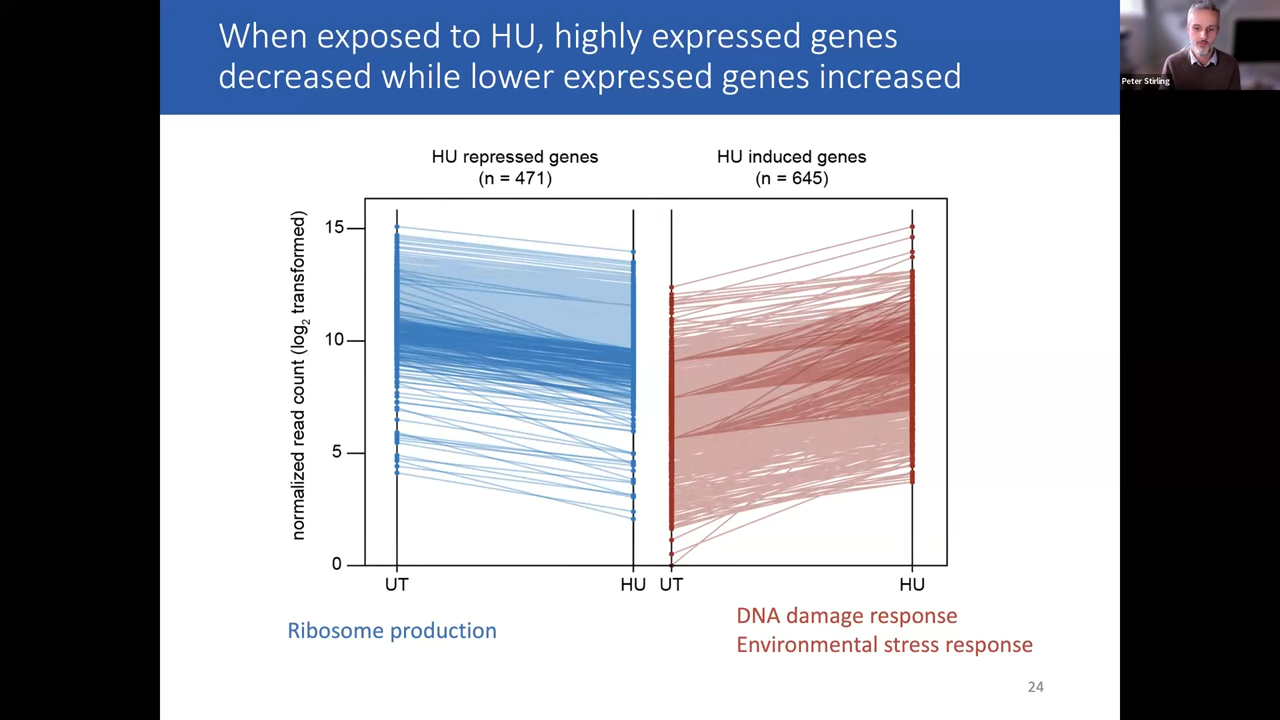 When exposed to HU, highly expressed genes
decreased while lower expressed genes increased
Peter Stirling
HU repressed genes
(n = 471)
HU induced genes
(n = 645)
normalized read count (log2 transformed)
15
10
5
0
UT
HU
UT
HU
Ribosome production
DNA damage response
Environmental stress response
24